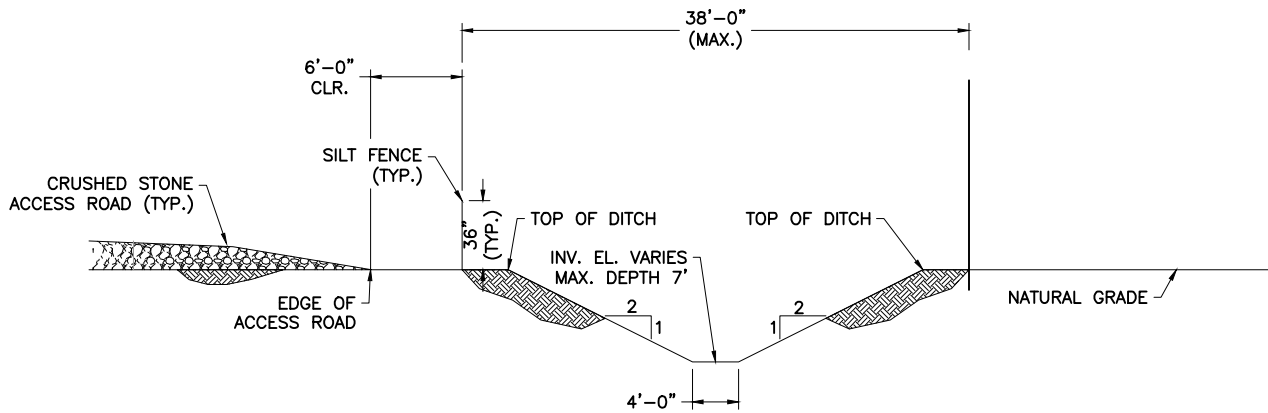 38'-0"
(MAX.)
6'-0"
CLR.
SILT FENCE
(TYP.)
CRUSHED STONE
ACCESS ROAD (TYP.)
36"
(TYP.)
TOP OF DITCH
TOP OF DITCH
INV. EL. VARIES
MAX. DEPTH 7'
EDGE OF
ACCESS ROAD
2
1
2
1
NATURAL GRADE
4'-0"